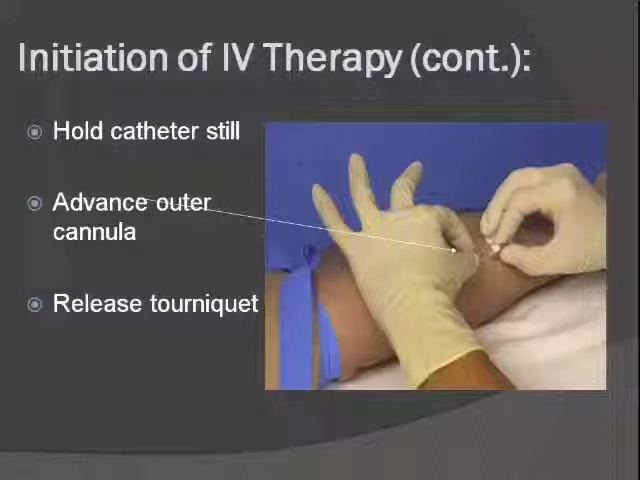 Initiation of IV Therapy (cont.):
Hold catheter still
Advance outer
cannula
Release tourniquet